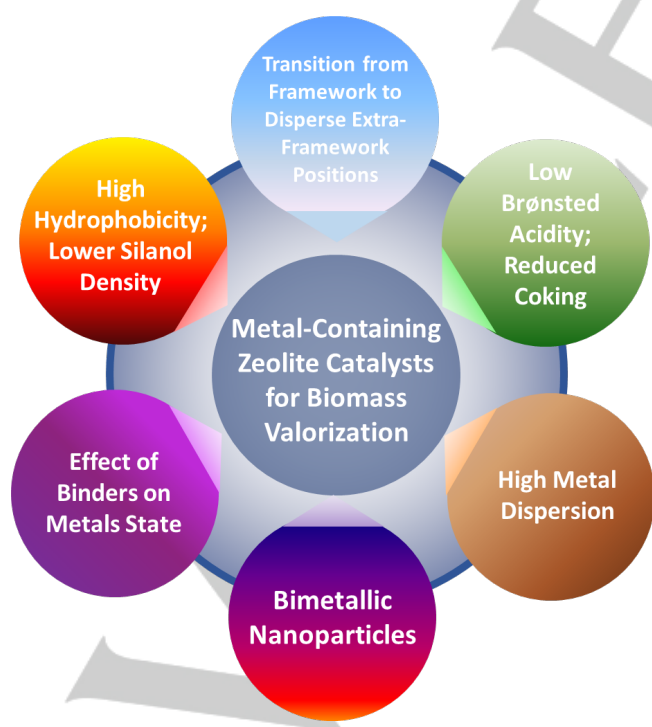 Transition from
Framework to
Disperse Extra-
Framework
Positions
High
Hydrophobicity;
Lower Silanol
Density
Low
Brønsted
Acidity;
Reduced
Coking
Metal-Containing
Zeolite Catalysts
for Biomass
Valorization
Effect of
Binders on
Metals State
High Metal
Dispersion
Bimetallic
Nanoparticles